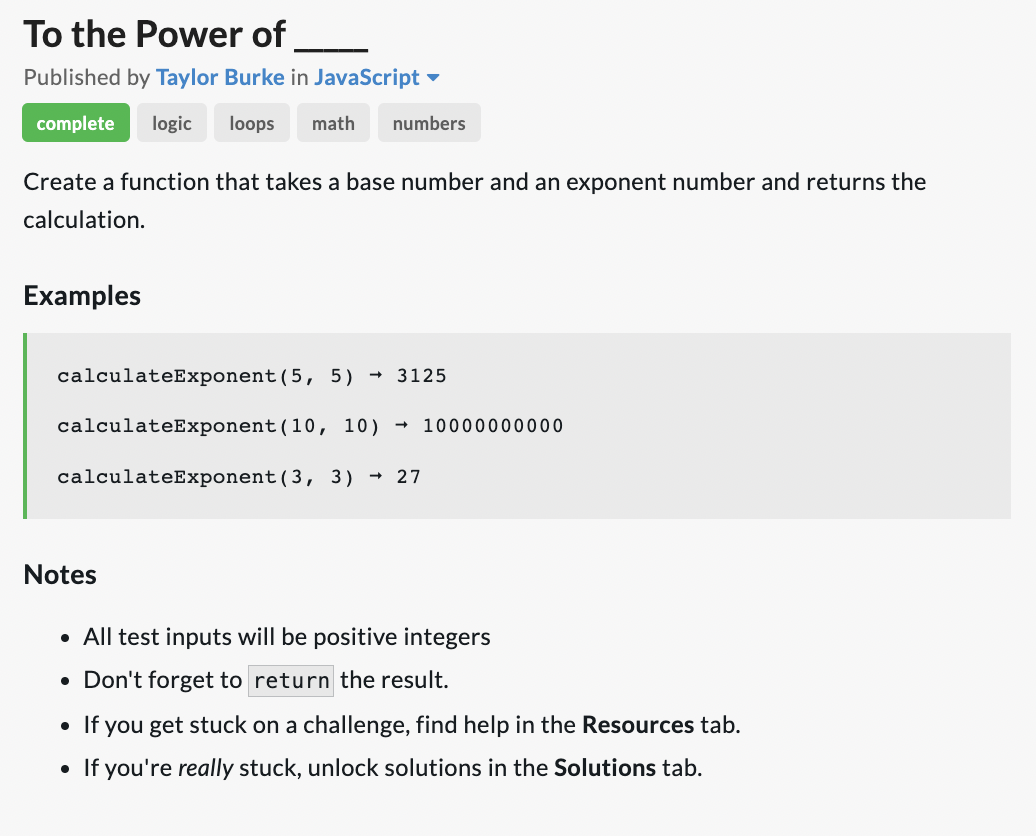 To the Power of _____
Published by Taylor Burke in JavaScript
complete logic loops math numbers
Create a function that takes a base number and an exponent number and returns the
calculation.
Examples
calculateExponent(5, 5) ➞ 3125
calculateExponent(10, 10) ➞ 10000000000
calculateExponent(3, 3) ➞ 27
Notes
• All test inputs will be positive integers
• Don't forget to return the result.
• If you get stuck on a challenge, find help in the Resources tab.
• If you're really stuck, unlock solutions in the Solutions tab.